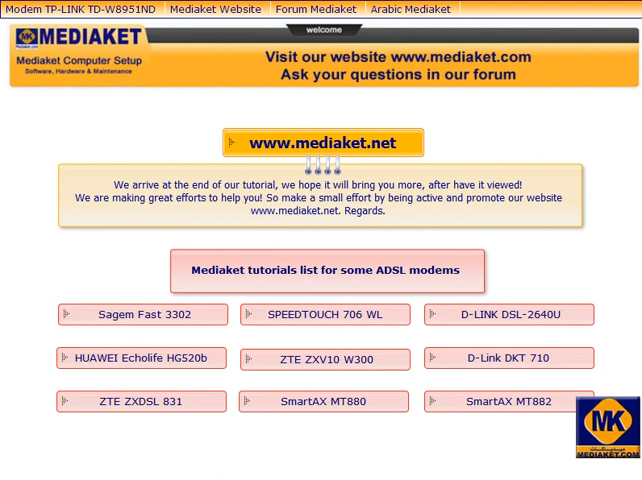 Modem TP-LINK TD-W8951ND Mediaket Website Forum Mediaket Arabic Mediaket
welcome
MK MEDIAKET
Mediaket.com
Mediaket Computer Setup
Software, Hardware & Maintenance
Visit our website www.mediaket.com
Ask your questions in our forum
www.mediaket.net
We arrive at the end of our tutorial, we hope it will bring you more, after have it viewed!
We are making great efforts to help you! So make a small effort by being active and promote our website
www.mediaket.net. Regards.
Mediaket tutorials list for some ADSL modems
Sagem Fast 3302 SPEEDTOUCH 706 WL D-LINK DSL-2640U
HUAWEI Echolife HG520b ZTE ZXV10 W300 D-Link DKT 710
ZTE ZXDSL 831 SmartAX MT880 SmartAX MT882
MK
MEDIAKET.COM